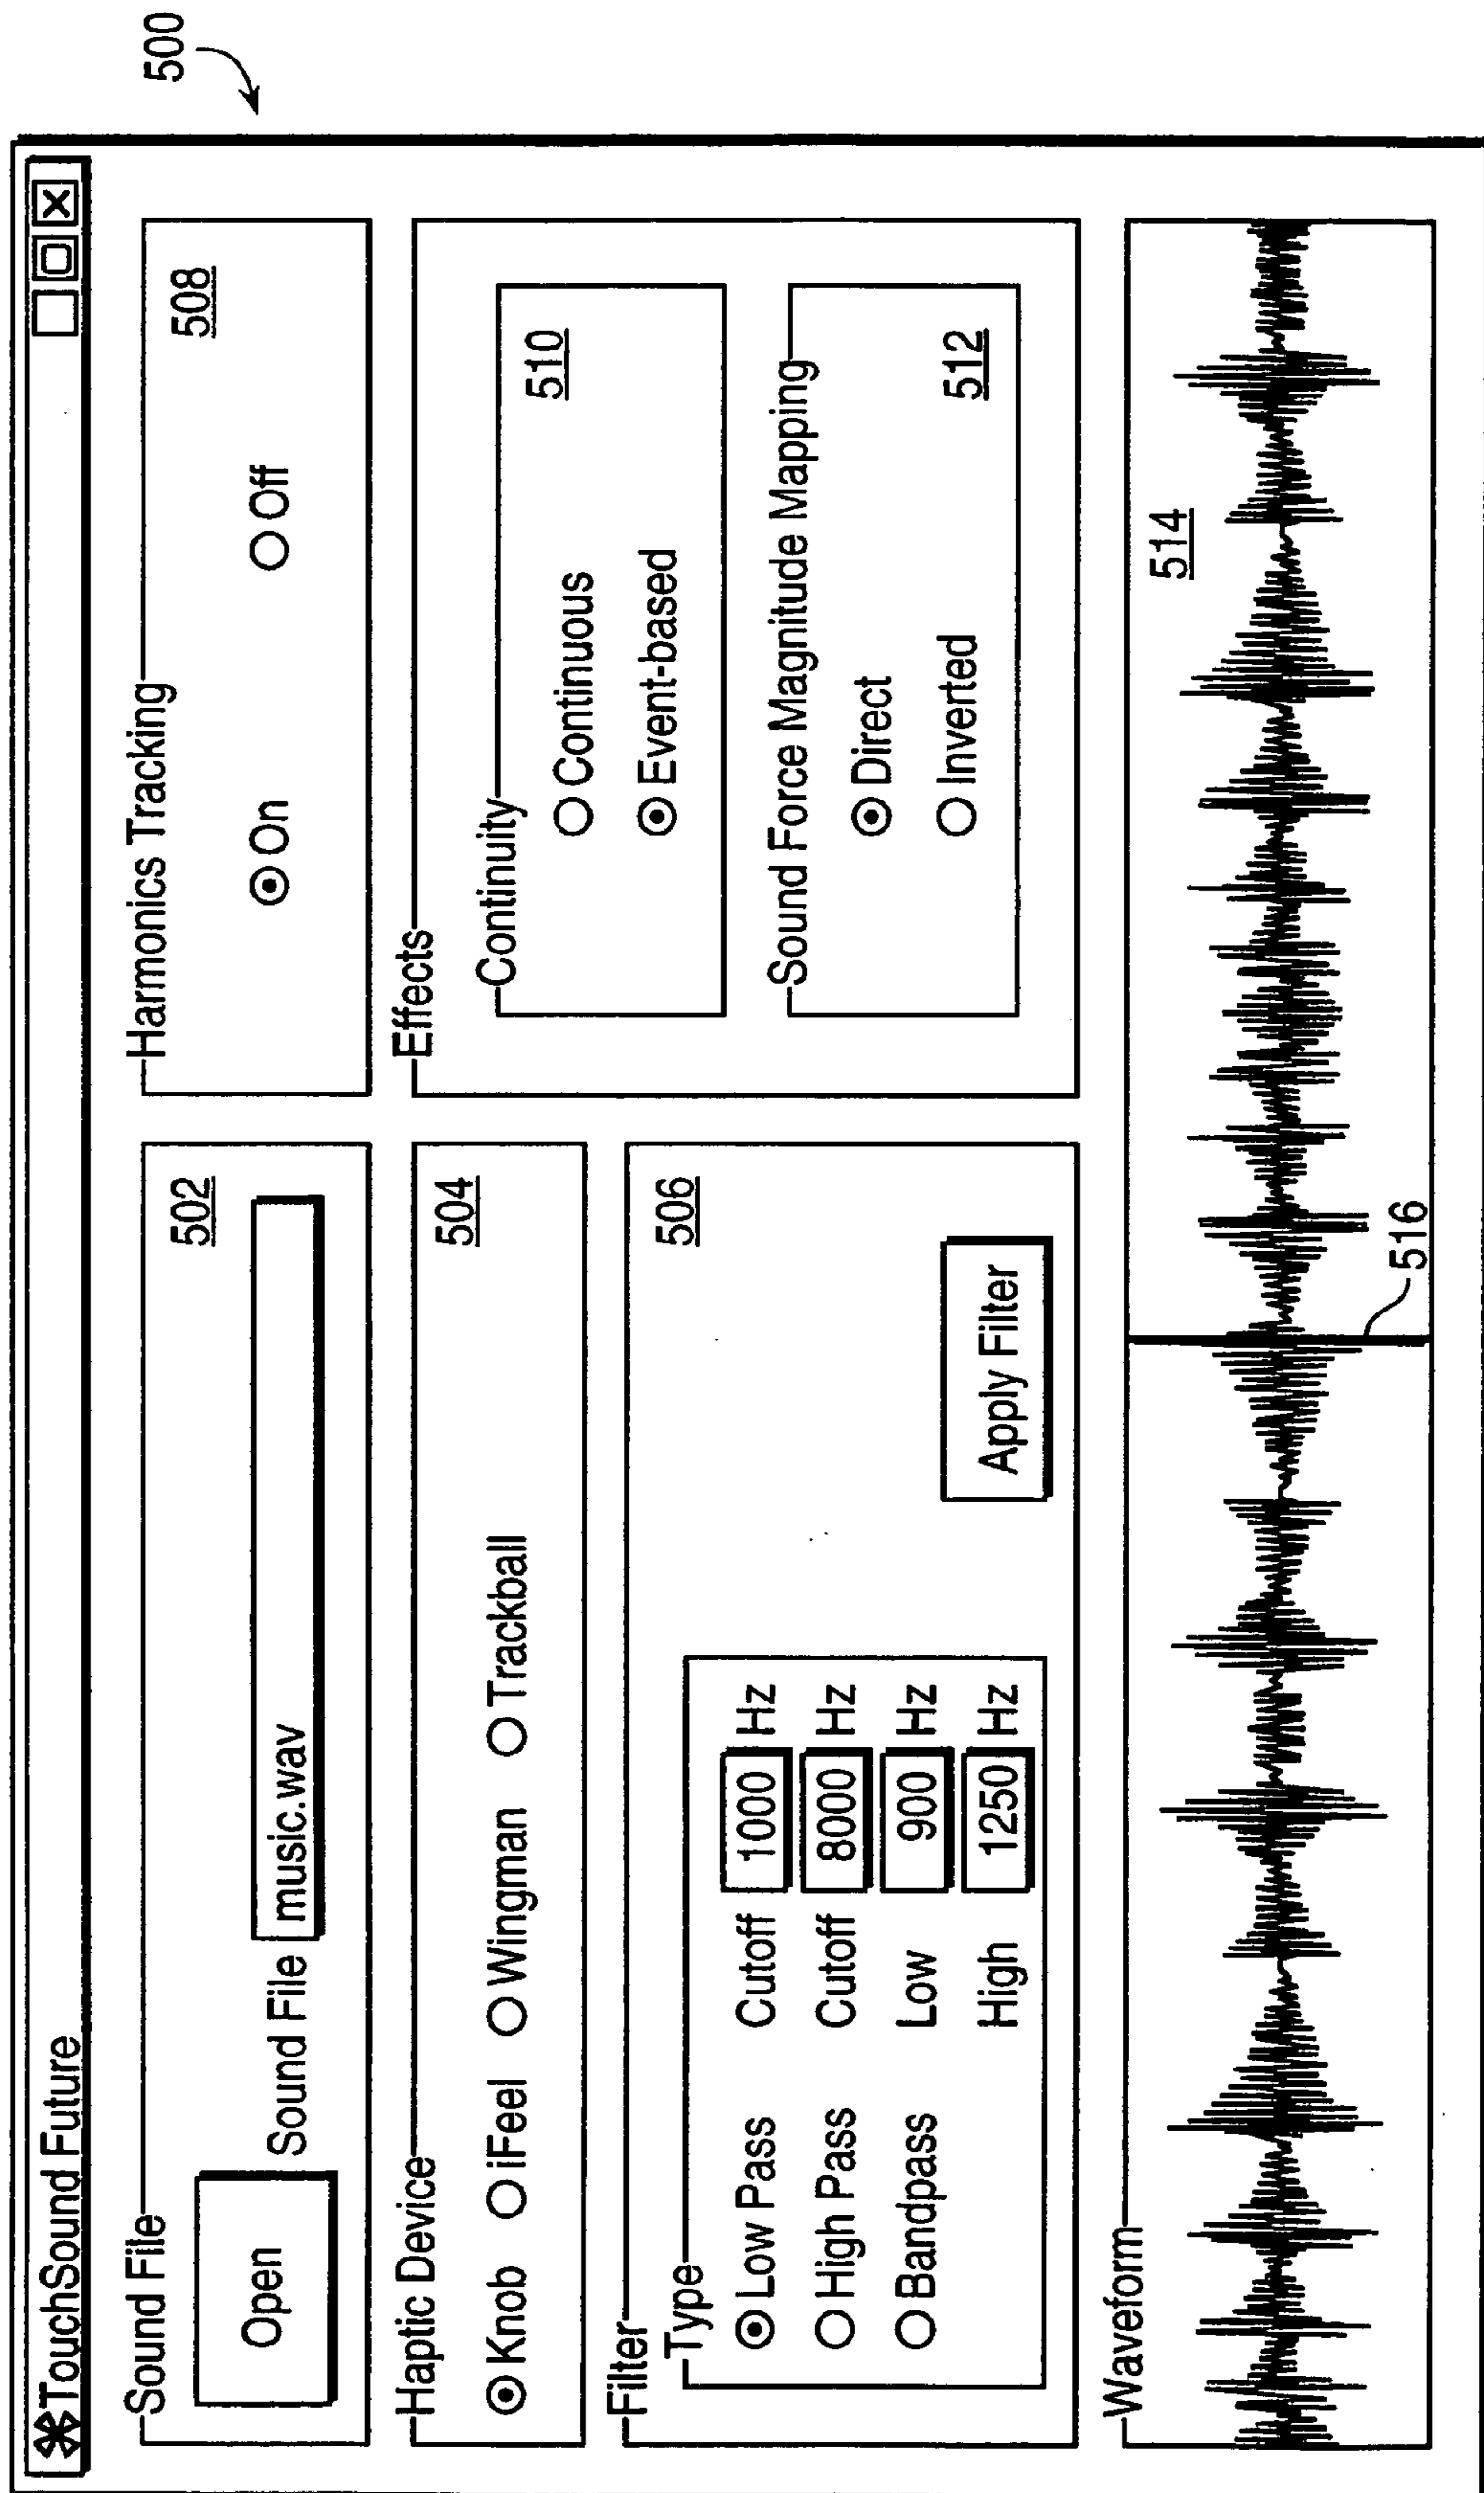 500
TouchSound Future
Sound File
502
Open
Sound File
music.wav
Haptic Device
504
Knob
iFeel
Wingman
Trackball
Filter
506
Type
Low Pass
Cutoff
1000
Hz
High Pass
Cutoff
8000
Hz
Bandpass
Low
900
Hz
High
1250
Hz
Apply Filter
Harmonics Tracking
508
On
Off
Effects
Continuity
510
Continuous
Event-based
Sound Force Magnitude Mapping
Direct
Inverted
512
Waveform
514
516